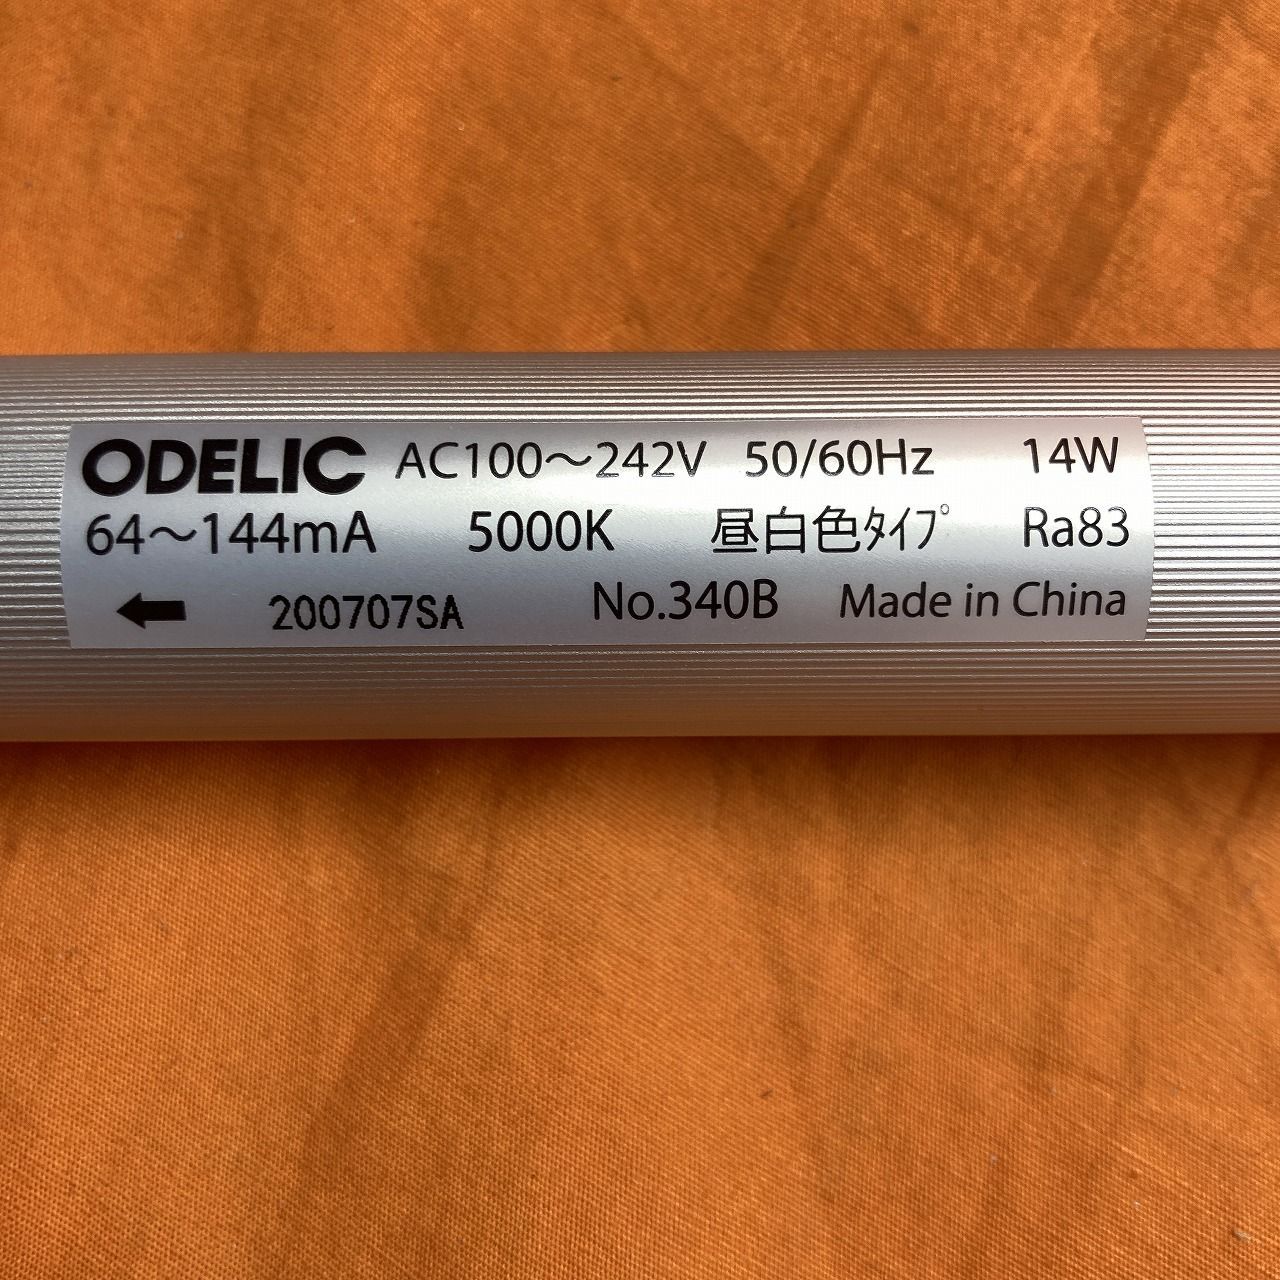 ODELIC AC100～242V 50/60Hz 14W
64～144mA 5000K 昼白色ﾀｲﾌﾟ Ra83
← 200707SA No.340B Made in China